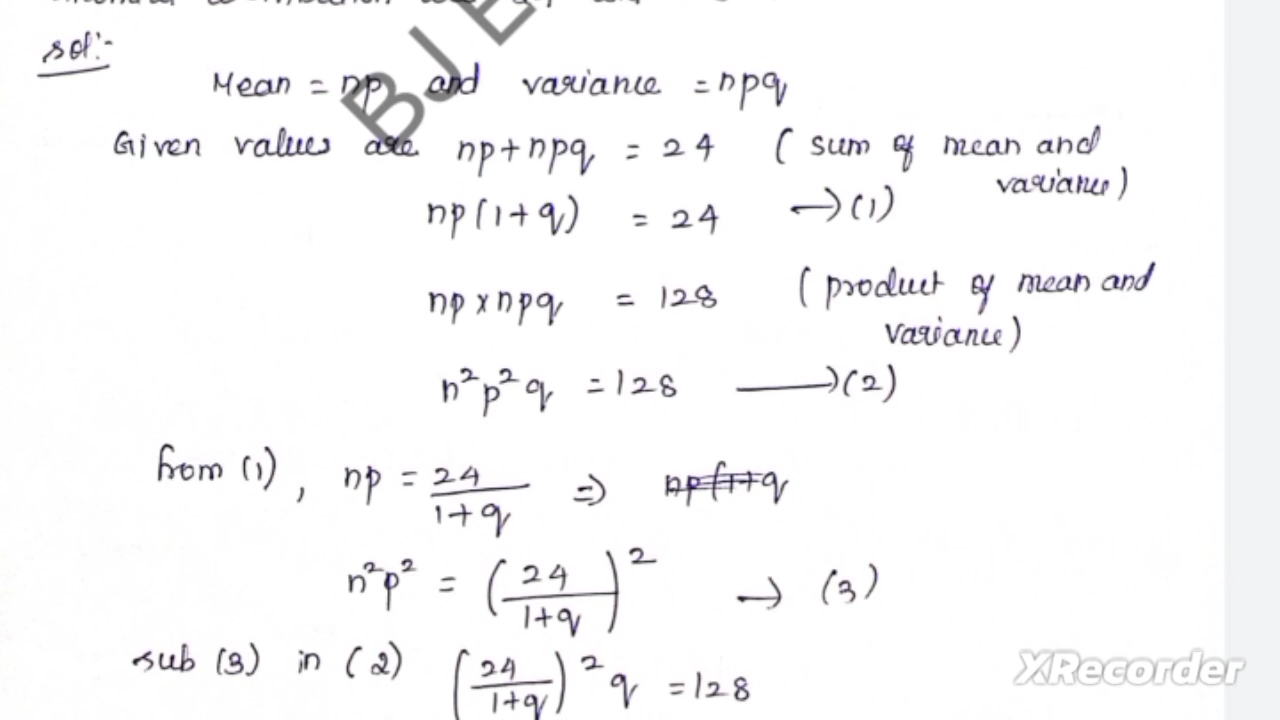 sol:-
Mean = np and variance = npq
Given values are np+npq = 24 ( sum of mean and variance)
np(1+q) = 24 →(1)
np x npq = 128 ( product of mean and variance)
n²p²q = 128 →(2)
from (1), np = 24/1+q ⇒
n²p² = (24/1+q)² → (3)
sub (3) in (2) (24/1+q)² q = 128
BJE
XRecorder